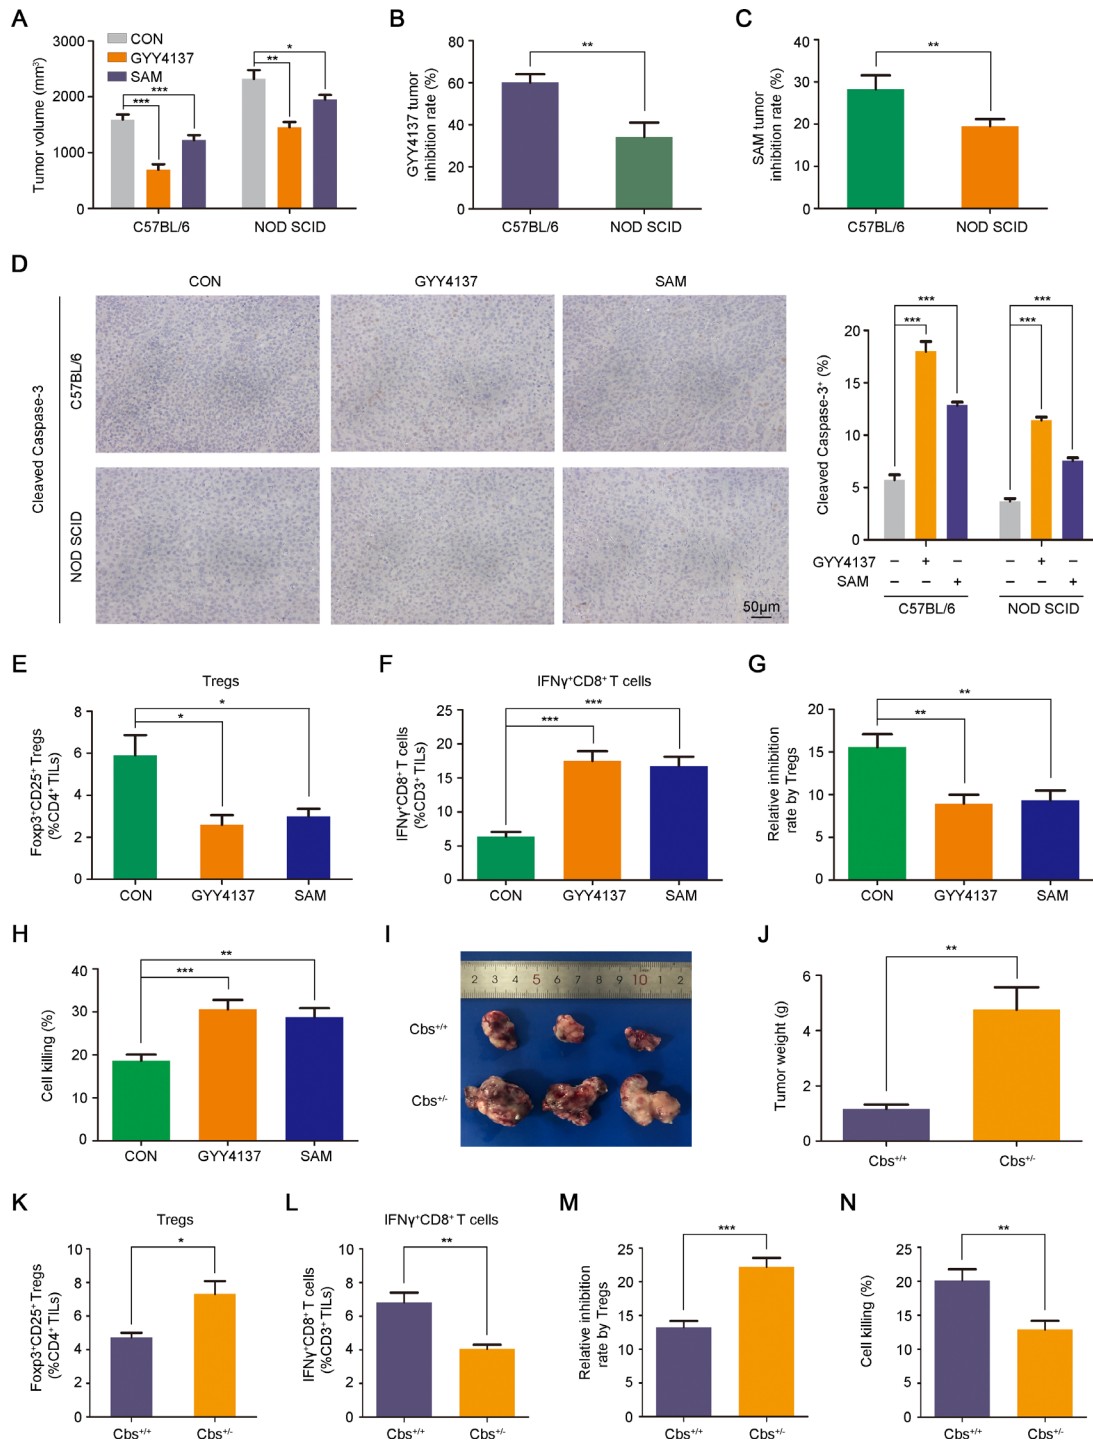 A
CON
GYY4137
SAM
Tumor volume (mm³)
3000
2000
1000
0
***
***
**
*
C57BL/6
NOD SCID
B
GYY4137 tumor
inhibition rate (%)
80
60
40
20
0
**
C57BL/6
NOD SCID
C
SAM tumor
inhibition rate (%)
40
30
20
10
0
**
C57BL/6
NOD SCID
D
CON
GYY4137
SAM
Cleaved Caspase-3
C57BL/6
NOD SCID
50μm
Cleaved Caspase-3⁺ (%)
20
15
10
5
0
***
***
***
***
GYY4137 – + – – + –
SAM – – + – – +
C57BL/6
NOD SCID
E
Tregs
Foxp3⁺CD25⁺ Tregs
(%CD4⁺ TILs)
8
6
4
2
0
*
*
CON
GYY4137
SAM
F
IFNγ⁺CD8⁺ T cells
IFNγ⁺CD8⁺ T cells
(%CD3⁺ TILs)
25
20
15
10
5
0
***
***
CON
GYY4137
SAM
G
Relative inhibition
rate by Tregs
20
15
10
5
0
**
**
CON
GYY4137
SAM
H
Cell killing (%)
40
30
20
10
0
**
***
CON
GYY4137
SAM
I
2 3 4 5 6 7 8 9 10 1 2
Cbs⁺/⁺
Cbs⁺/⁻
J
Tumor weight (g)
6
4
2
0
**
Cbs⁺/⁺
Cbs⁺/⁻
K
Tregs
Foxp3⁺CD25⁺ Tregs
(%CD4⁺ TILs)
10
8
6
4
2
0
*
Cbs⁺/⁺
Cbs⁺/⁻
L
IFNγ⁺CD8⁺ T cells
IFNγ⁺CD8⁺ T cells
(%CD3⁺ TILs)
10
8
6
4
2
0
**
Cbs⁺/⁺
Cbs⁺/⁻
M
Relative inhibition
rate by Tregs
25
20
15
10
5
0
***
Cbs⁺/⁺
Cbs⁺/⁻
N
Cell killing (%)
25
20
15
10
5
0
**
Cbs⁺/⁺
Cbs⁺/⁻